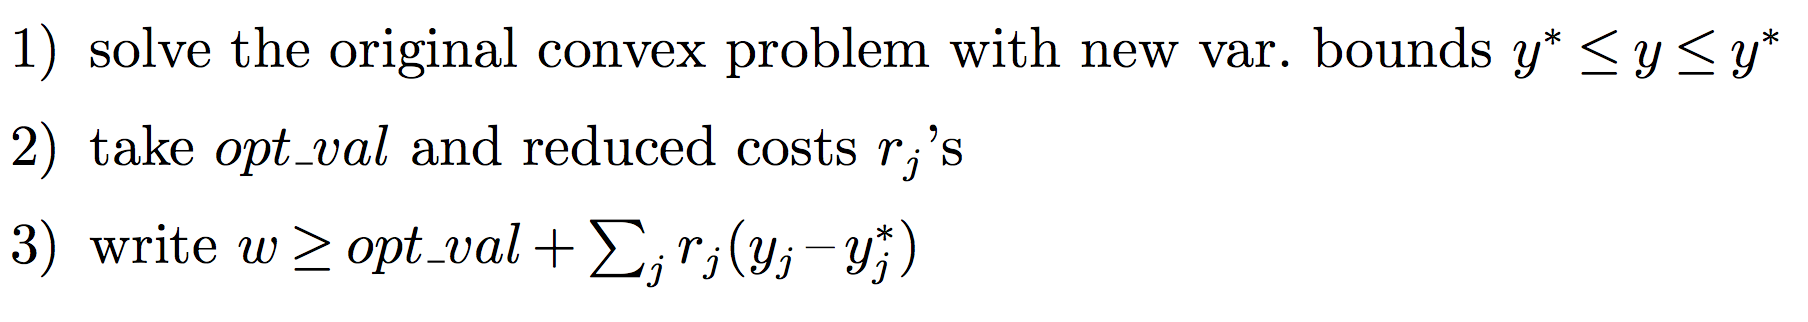 1) solve the original convex problem with new var. bounds y* ≤ y ≤ y*
2) take opt_val and reduced costs r_j's
3) write w ≥ opt_val + ∑_j r_j(y_j − y_j*)